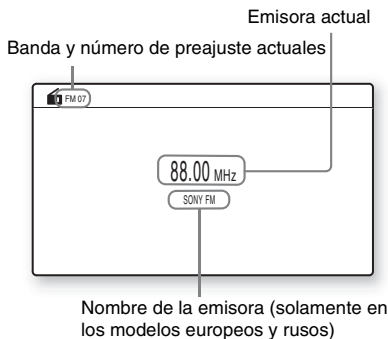 Emisora actual
Banda y número de preajuste actuales
FM 07
88.00 MHz
SONY FM
Nombre de la emisora (solamente en
los modelos europeos y rusos)